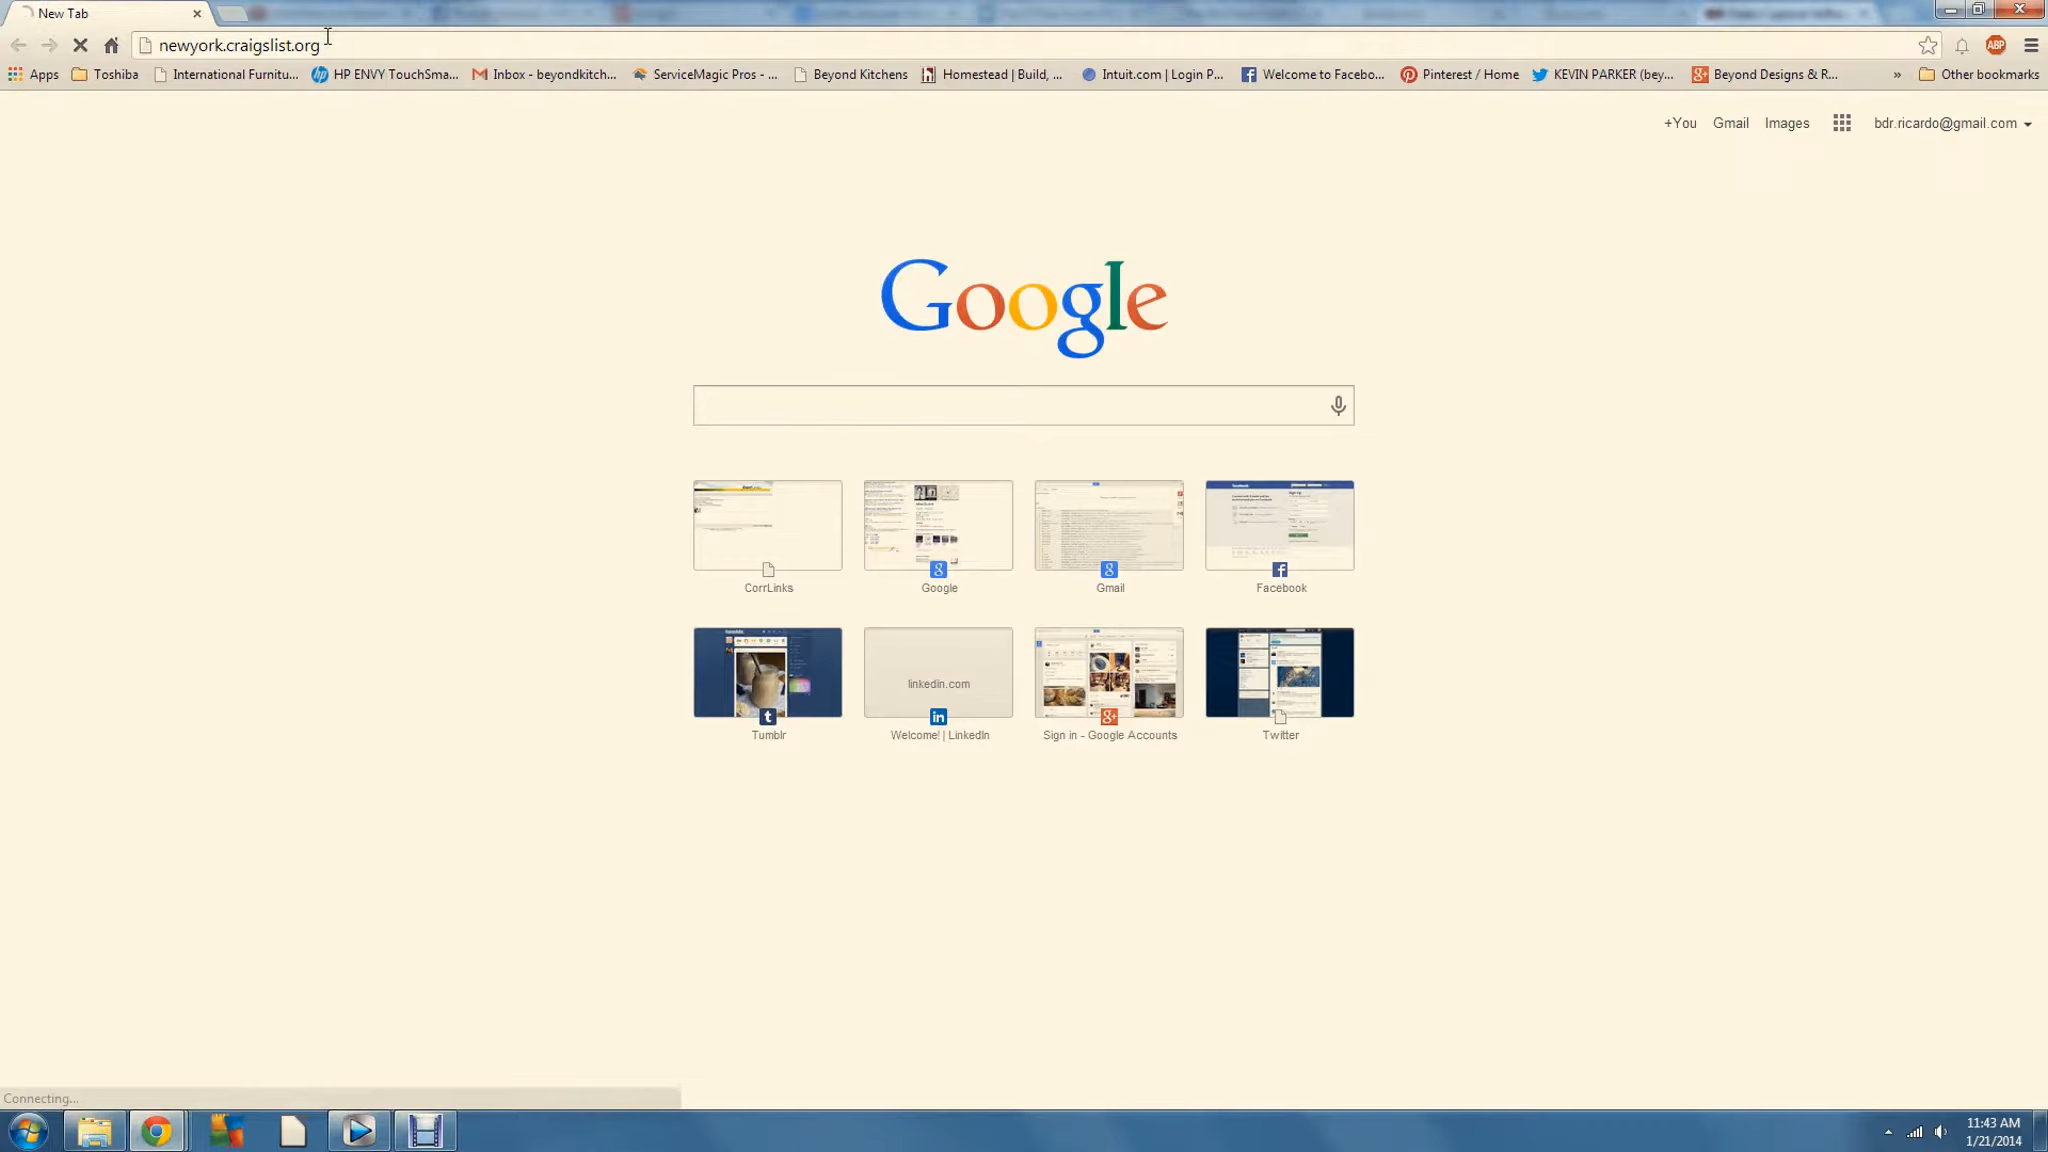 New Tab
newyork.craigslist.org
Apps Toshiba International Furnitu... HP ENVY TouchSma... Inbox - beyondkitch... ServiceMagic Pros - ... Beyond Kitchens Homestead | Build, ... Intuit.com | Login P... Welcome to Facebo... Pinterest / Home KEVIN PARKER (bey... Beyond Designs & R... » Other bookmarks
ABP
+You Gmail Images bdr.ricardo@gmail.com
Google
CorrLinks Google Gmail Facebook
linkedin.com
Tumblr Welcome! | LinkedIn Sign in - Google Accounts Twitter
Connecting...
11:43 AM
1/21/2014